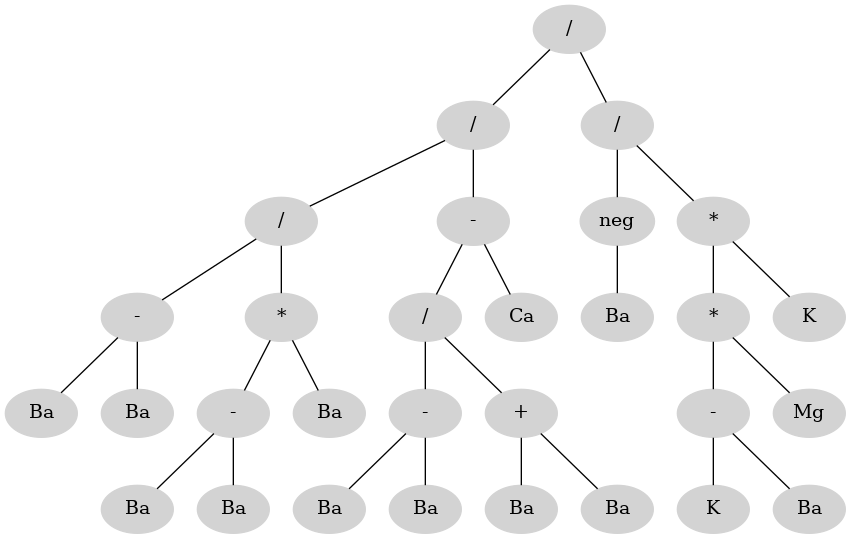 /
/ /
/ - neg *
- * / Ca Ba * K
Ba Ba - Ba - + - Mg
Ba Ba Ba Ba Ba Ba K Ba